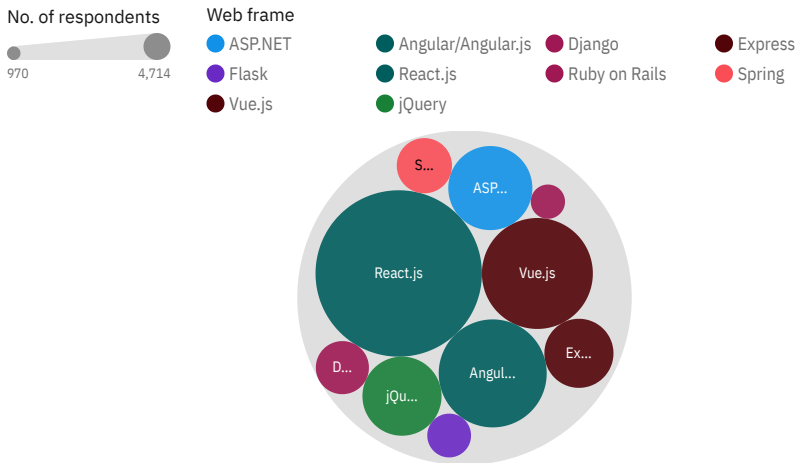 No. of respondents
970
4,714
Web frame
ASP.NET
Angular/Angular.js
Django
Express
Flask
React.js
Ruby on Rails
Spring
Vue.js
jQuery
S...
ASP...
React.js
Vue.js
Ex...
D...
Angul...
jQu...